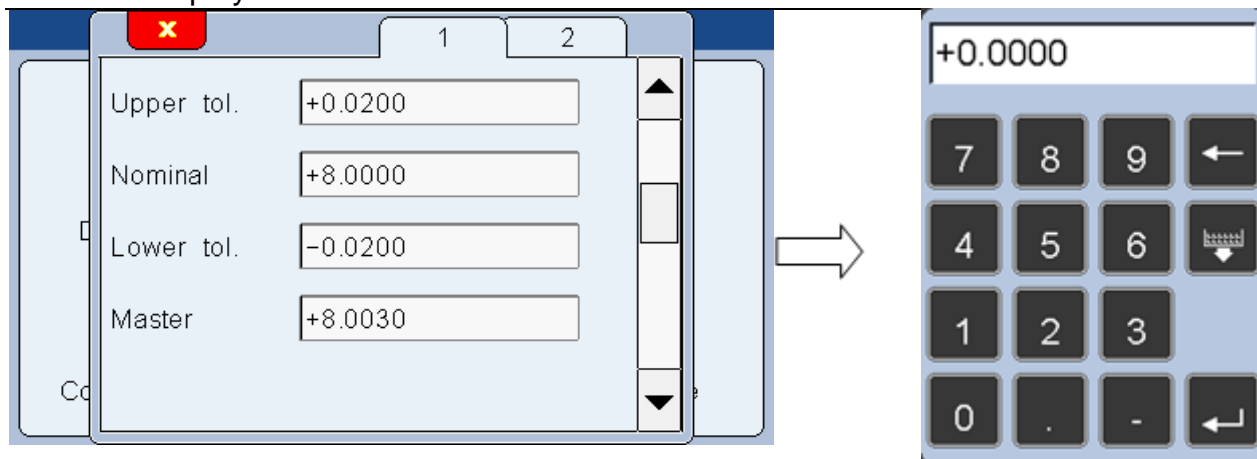 x
1 2
Upper tol. +0.0200
Nominal +8.0000
Lower tol. −0.0200
Master +8.0030
+0.0000
7 8 9 ←
4 5 6
1 2 3
0 . - ↵